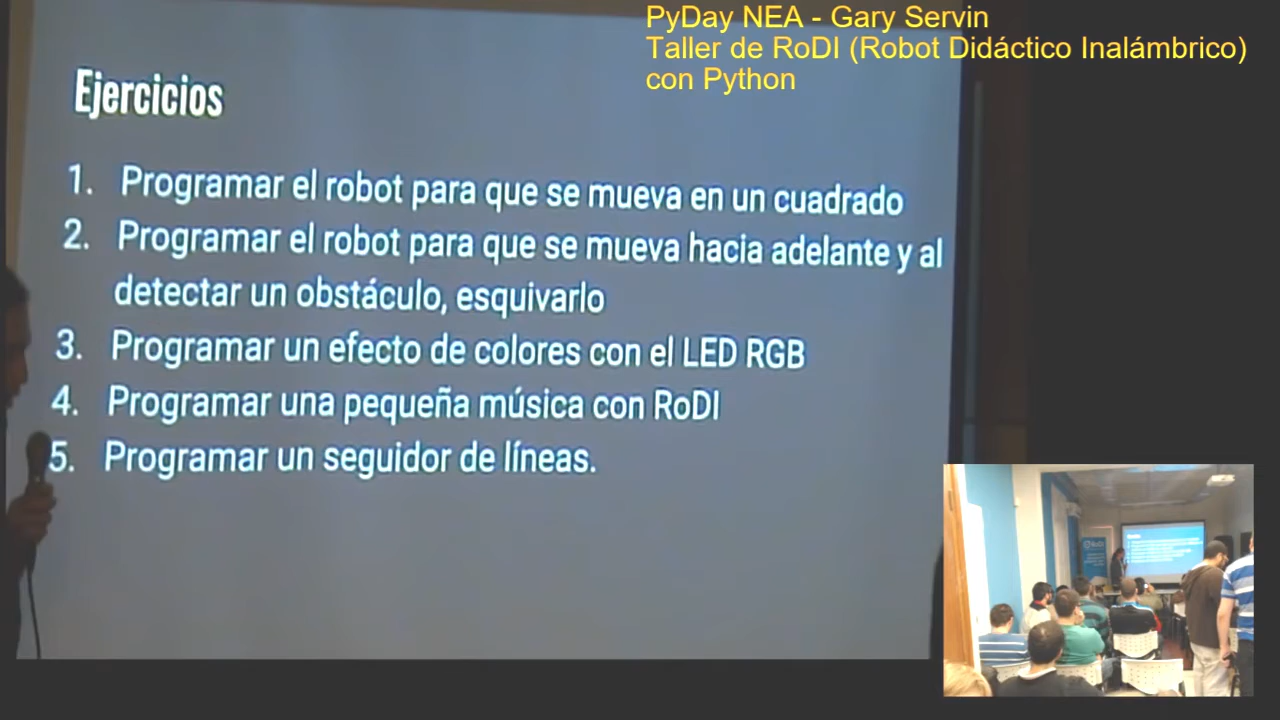 PyDay NEA - Gary Servin
Taller de RoDI (Robot Didáctico Inalámbrico)
con Python
Ejercicios
1. Programar el robot para que se mueva en un cuadrado
2. Programar el robot para que se mueva hacia adelante y al
detectar un obstáculo, esquivarlo
3. Programar un efecto de colores con el LED RGB
4. Programar una pequeña música con RoDI
5. Programar un seguidor de líneas.